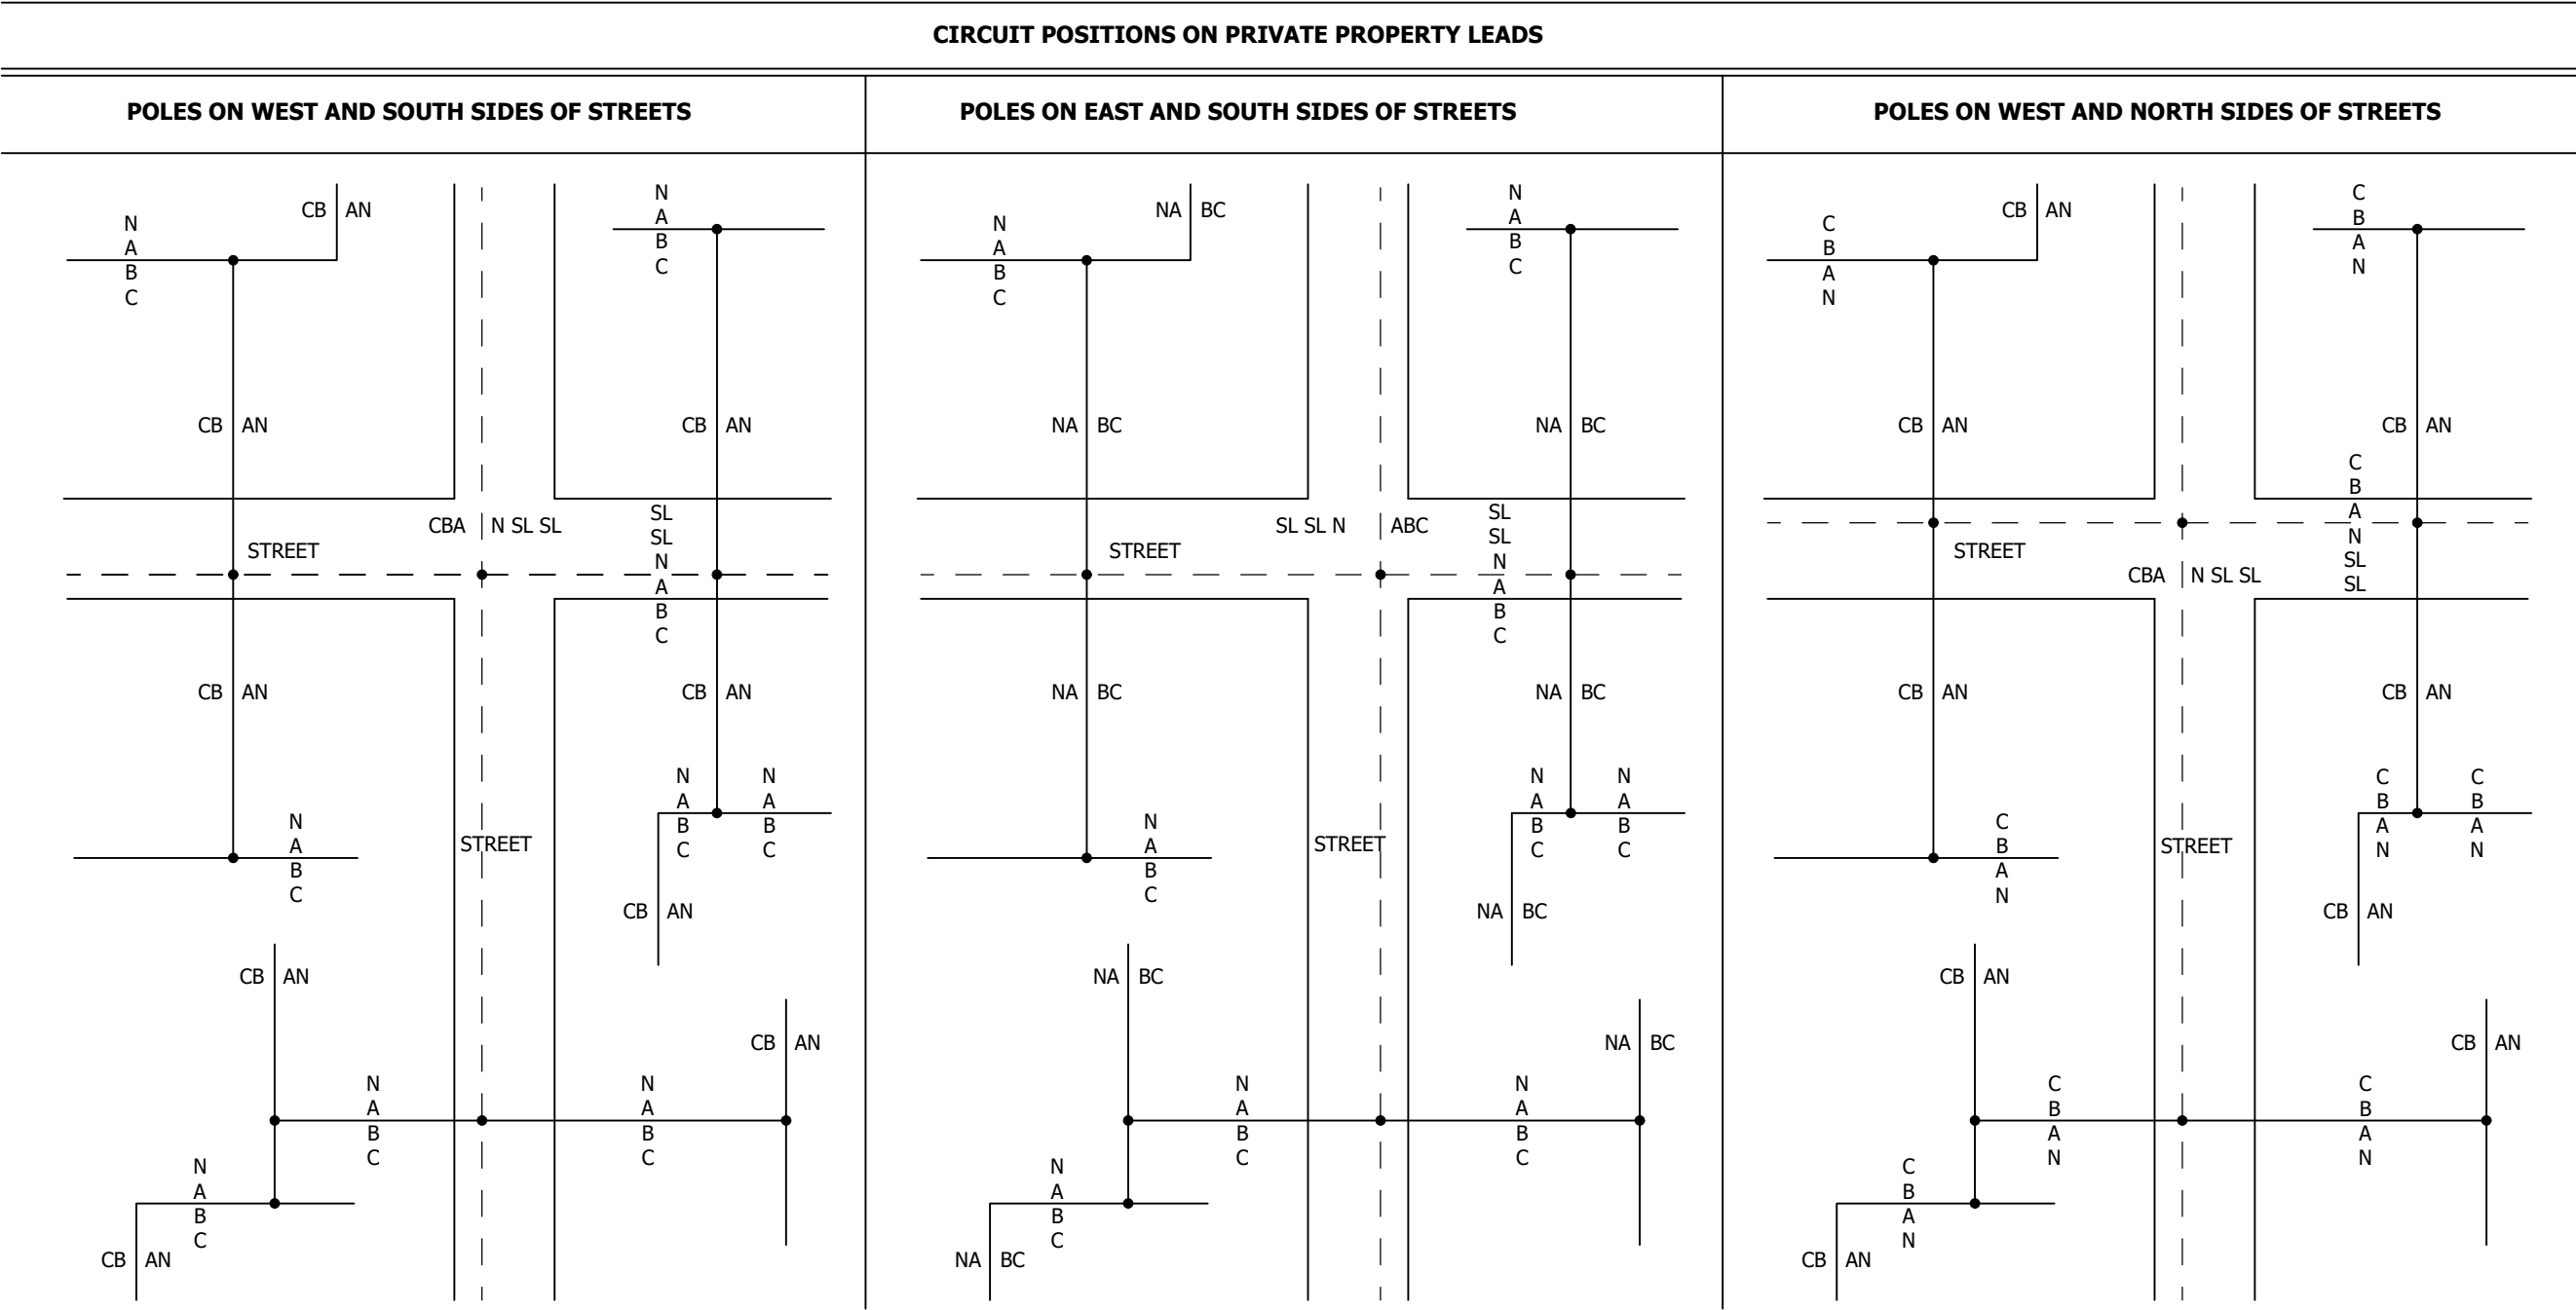 CIRCUIT POSITIONS ON PRIVATE PROPERTY LEADS
POLES ON WEST AND SOUTH SIDES OF STREETS
N
A
B
C
CB AN
N
A
B
C
CB AN
CB AN
CBA N SL SL
SL
SL
N
A
B
C
STREET
CB AN
CB AN
N
A
B
C
N
A
B
C
N
A
B
C
STREET
CB AN
CB AN
CB AN
N
A
B
C
N
A
B
C
N
A
B
C
CB AN
POLES ON EAST AND SOUTH SIDES OF STREETS
N
A
B
C
NA BC
N
A
B
C
NA BC
NA BC
SL SL N ABC
SL
SL
N
A
B
C
STREET
NA BC
NA BC
N
A
B
C
N
A
B
C
N
A
B
C
STREET
NA BC
NA BC
NA BC
N
A
B
C
N
A
B
C
N
A
B
C
NA BC
POLES ON WEST AND NORTH SIDES OF STREETS
C
B
A
N
CB AN
C
B
A
N
CB AN
CB AN
C
B
A
N
SL
SL
STREET
CBA N SL SL
CB AN
CB AN
C
B
A
N
C
B
A
N
C
B
A
N
STREET
CB AN
CB AN
CB AN
C
B
A
N
C
B
A
N
C
B
A
N
CB AN